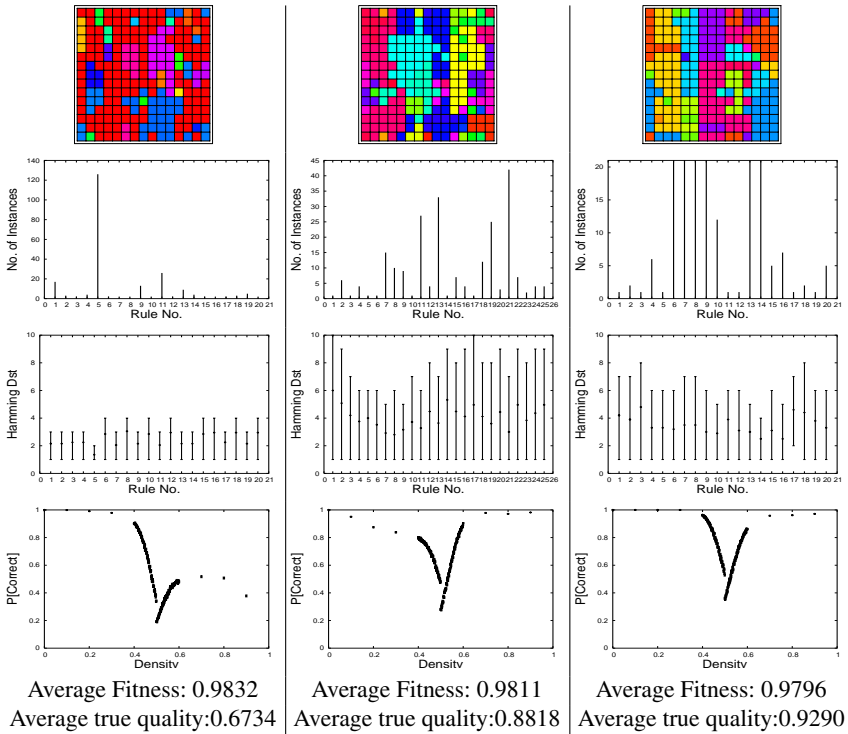 140
120
100
80
60
40
20
0
No. of Instances
0 1 2 3 4 5 6 7 8 9 10 11 12 13 14 15 16 17 18 19 20 21
Rule No.
45
40
35
30
25
20
15
10
5
0
No. of Instances
0 1 2 3 4 5 6 7 8 9 10 11 12 13 14 15 16 17 18 19 20 21 22 23 24 25 26
Rule No.
20
15
10
5
0
No. of Instances
0 1 2 3 4 5 6 7 8 9 10 11 12 13 14 15 16 17 18 19 20 21
Rule No.
10
8
6
4
2
0
Hamming Dst
0 1 2 3 4 5 6 7 8 9 10 11 12 13 14 15 16 17 18 19 20 21
Rule No.
10
8
6
4
2
0
Hamming Dst
0 1 2 3 4 5 6 7 8 9 10 11 12 13 14 15 16 17 18 19 20 21 22 23 24 25 26
Rule No.
10
8
6
4
2
0
Hamming Dst
0 1 2 3 4 5 6 7 8 9 10 11 12 13 14 15 16 17 18 19 20 21
Rule No.
1
0.8
0.6
0.4
0.2
0
P[Correct]
0 0.2 0.4 0.6 0.8 1
Density
1
0.8
0.6
0.4
0.2
0
P[Correct]
0 0.2 0.4 0.6 0.8 1
Density
1
0.8
0.6
0.4
0.2
0
P[Correct]
0 0.2 0.4 0.6 0.8 1
Density
Average Fitness: 0.9832
Average true quality:0.6734
Average Fitness: 0.9811
Average true quality:0.8818
Average Fitness: 0.9796
Average true quality:0.9290